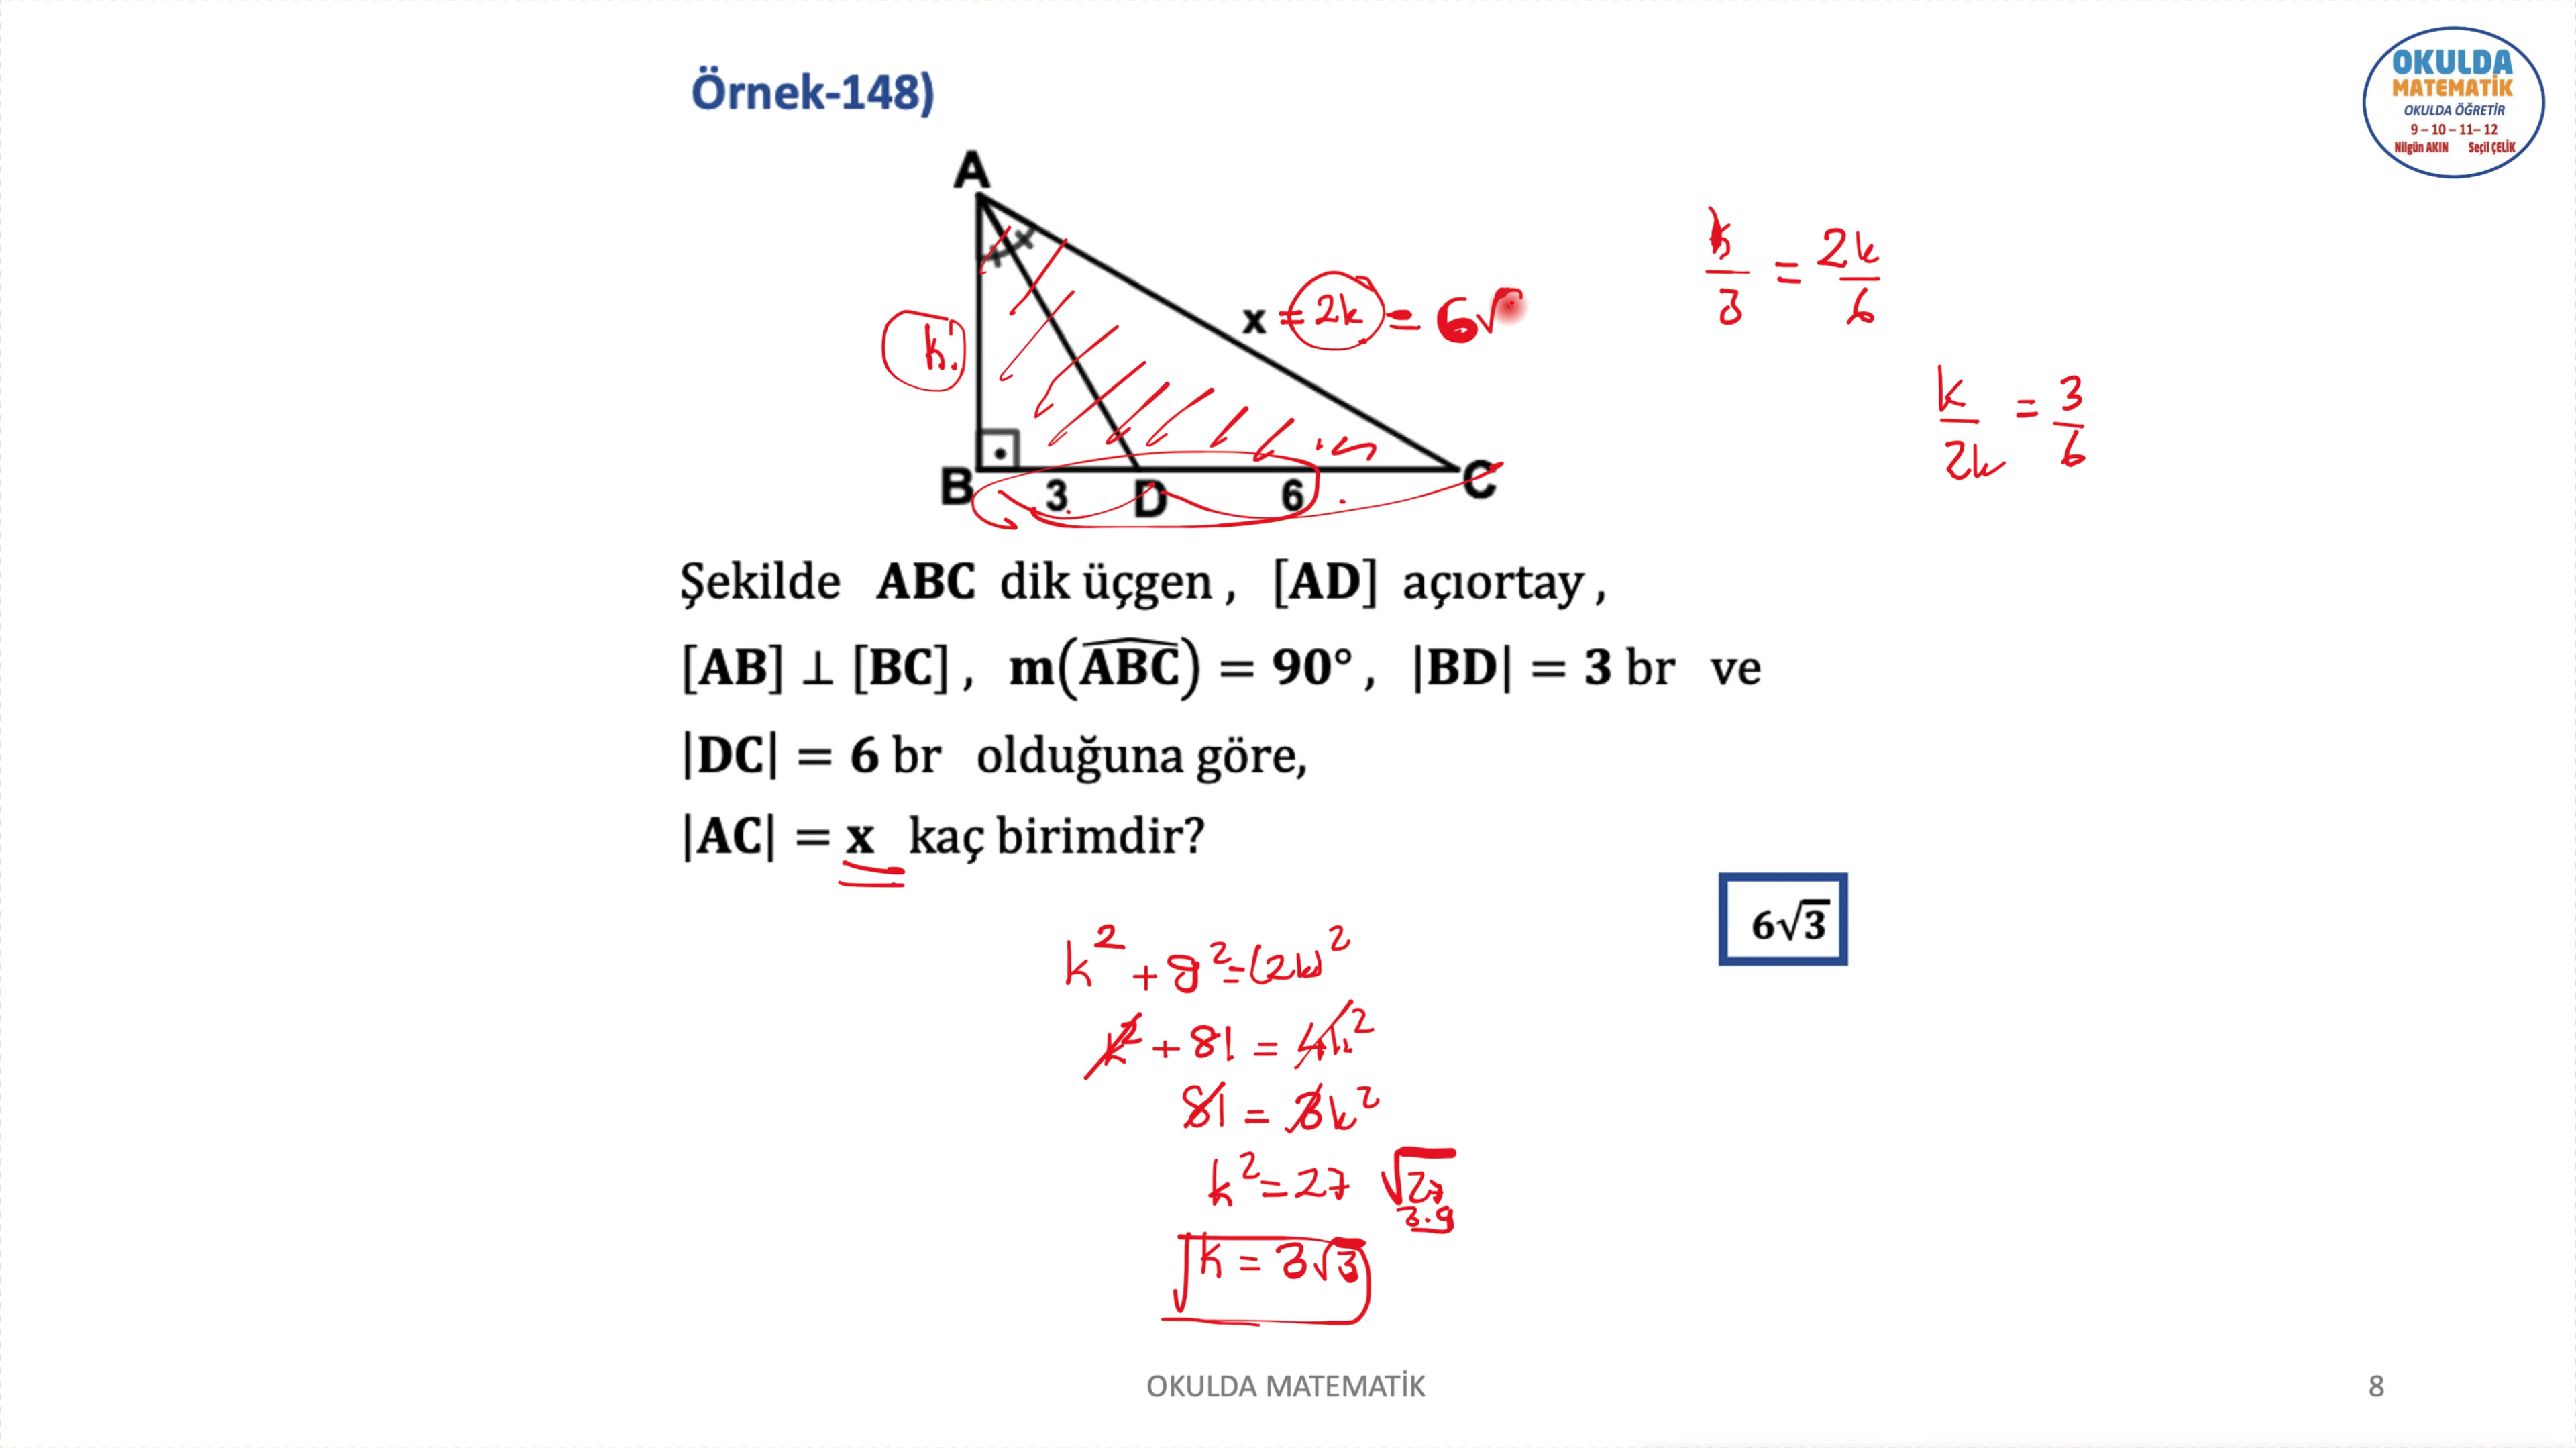 Örnek-148)
OKULDA
MATEMATİK
OKULDA ÖĞRETİR
9 – 10 – 11– 12
Nilgün AKIN Seçil ÇELİK
A
k
x = 2k = 6√
k/3 = 2k/6
k/2k = 3/6
B 3 D 6 C
Şekilde ABC dik üçgen , [AD] açıortay ,
[AB] ⊥ [BC] , m(ABC) = 90° , |BD| = 3 br ve
|DC| = 6 br olduğuna göre,
|AC| = x kaç birimdir?
6√3
k² + 9² = (2k)²
k² + 81 = 4k²
81 = 3k²
k² = 27 √27
3.9
k = 3√3
OKULDA MATEMATİK 8